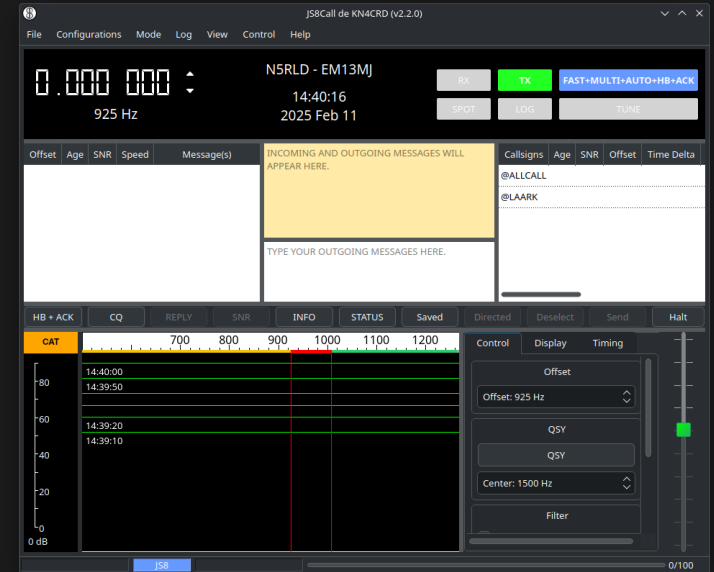 JS8Call de KN4CRD (v2.2.0)
File Configurations Mode Log View Control Help
0.000 000
925 Hz
N5RLD - EM13MJ
14:40:16
2025 Feb 11
RX TX FAST+MULTI+AUTO+HB+ACK
SPOT LOG TUNE
Offset Age SNR Speed Message(s)
INCOMING AND OUTGOING MESSAGES WILL
APPEAR HERE.
TYPE YOUR OUTGOING MESSAGES HERE.
Callsigns Age SNR Offset Time Delta
@ALLCALL
@LAARK
HB + ACK CQ REPLY SNR INFO STATUS Saved Directed Deselect Send Halt
CAT
80
60
40
20
0
0 dB
700 800 900 1000 1100 1200
14:40:00
14:39:50
14:39:20
14:39:10
Control Display Timing
Offset
Offset: 925 Hz
QSY
QSY
Center: 1500 Hz
Filter
JS8
0/100